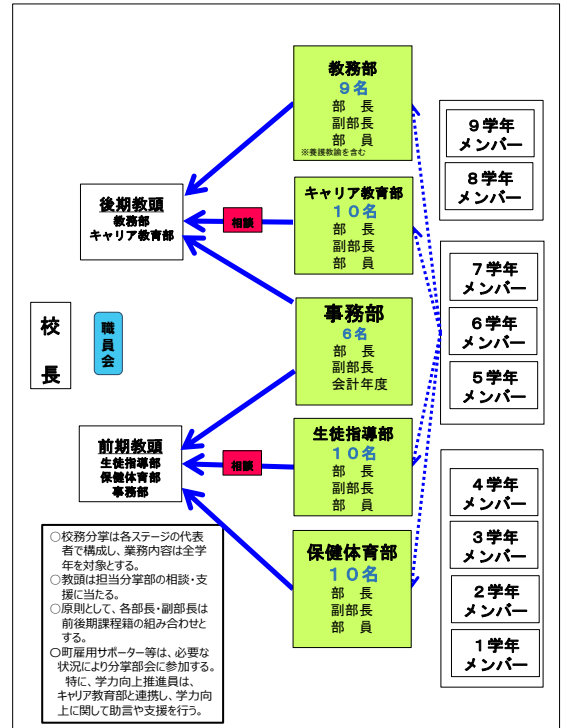 教務部
９名
部　長
副部長
部　員
※養護教諭を含む
９学年
メンバー
８学年
メンバー
後期教頭
教務部
キャリア教育部
相談
キャリア教育部
１０名
部　長
副部長
部　員
７学年
メンバー
６学年
メンバー
５学年
メンバー
校長
職員会
事務部
６名
部　長
副部長
会計年度
前期教頭
生徒指導部
保健体育部
事務部
相談
生徒指導部
１０名
部　長
副部長
部　員
４学年
メンバー
３学年
メンバー
２学年
メンバー
１学年
メンバー
保健体育部
１０名
部　長
副部長
部　員
○校務分掌は各ステージの代表
者で構成し、業務内容は全学
年を対象とする。
○教頭は担当分掌部の相談・支
援に当たる。
○原則として、各部長・副部長は
前後期課程籍の組み合わせと
する。
○町雇用サポーター等は、必要な
状況により分掌部会に参加する。
特に、学力向上推進員は、
キャリア教育部と連携し、学力向
上に関して助言や支援を行う。